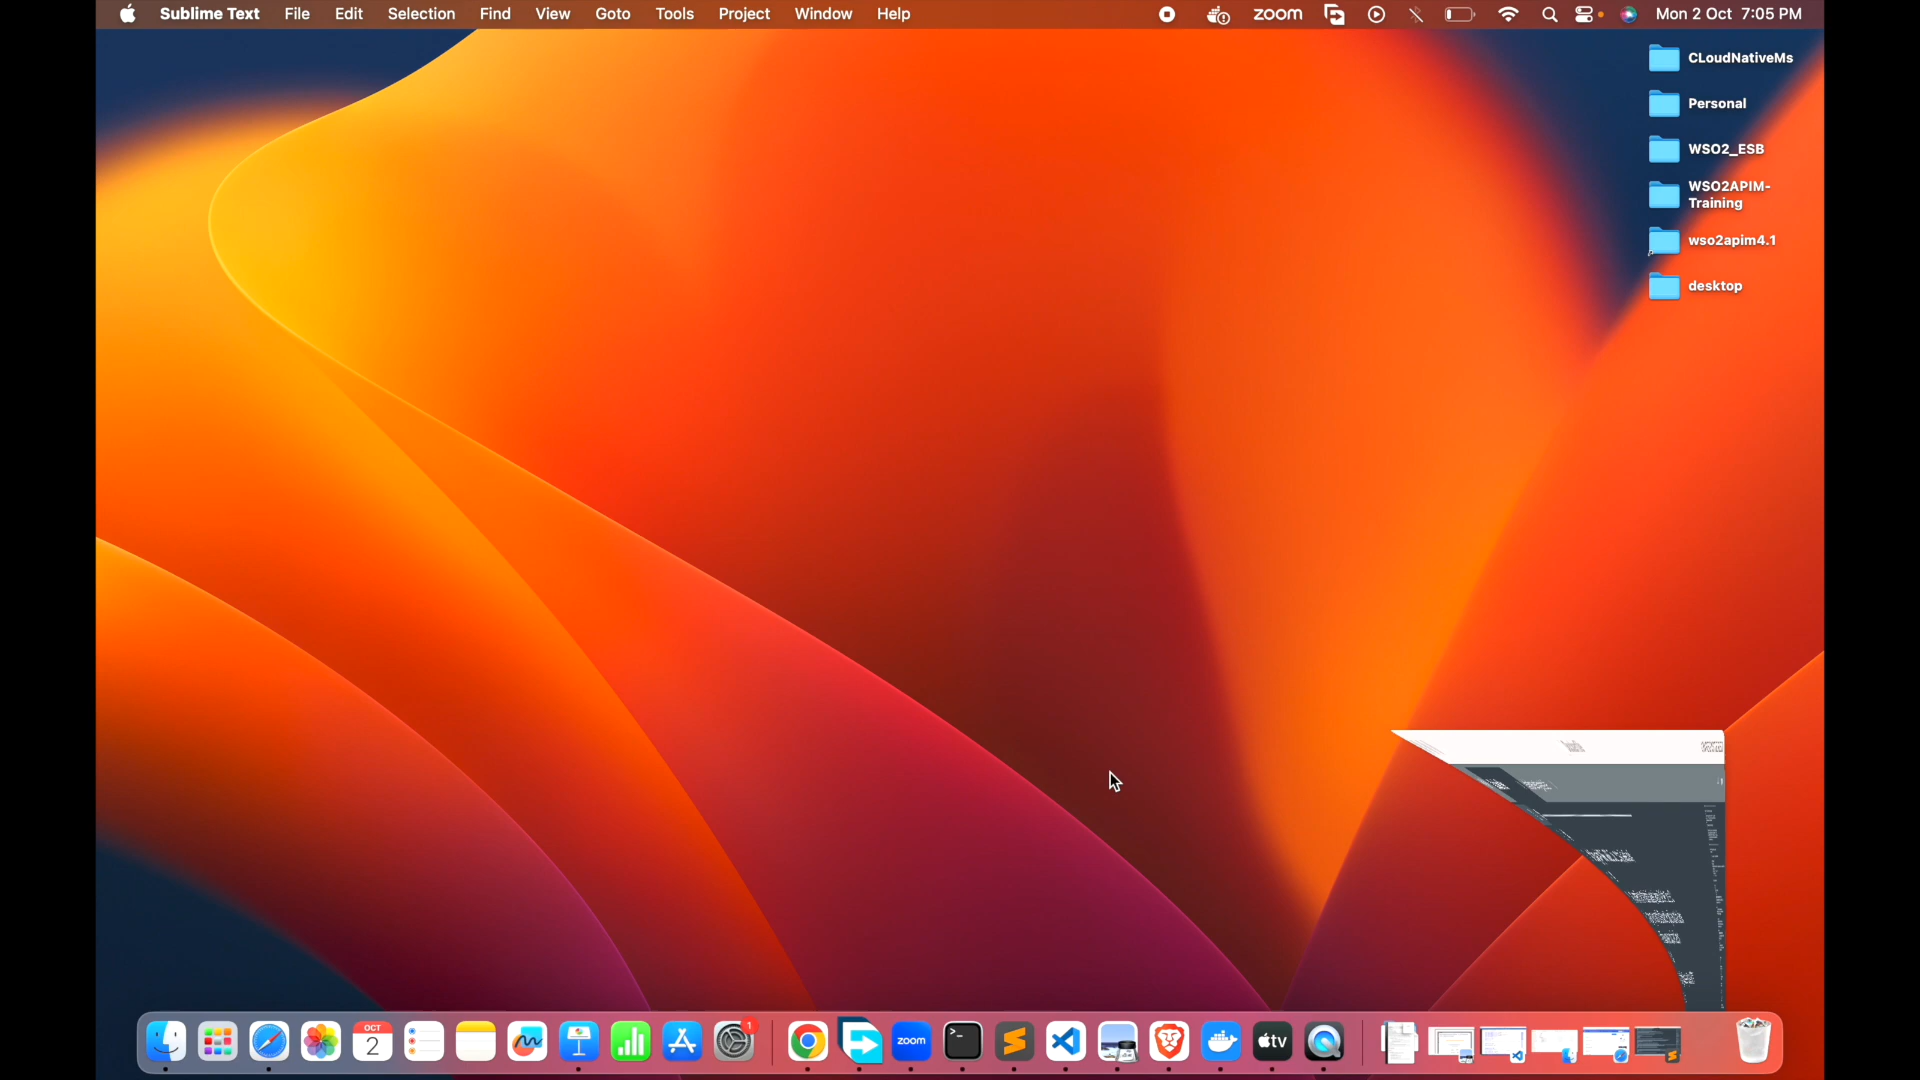 Sublime Text File Edit Selection Find View Goto Tools Project Window Help zoom Mon 2 Oct 7:05 PM
CLoudNativeMs
Personal
WSO2_ESB
WSO2APIM-
Training
wso2apim4.1
desktop
OCT
2
1
zoom
>_
tv